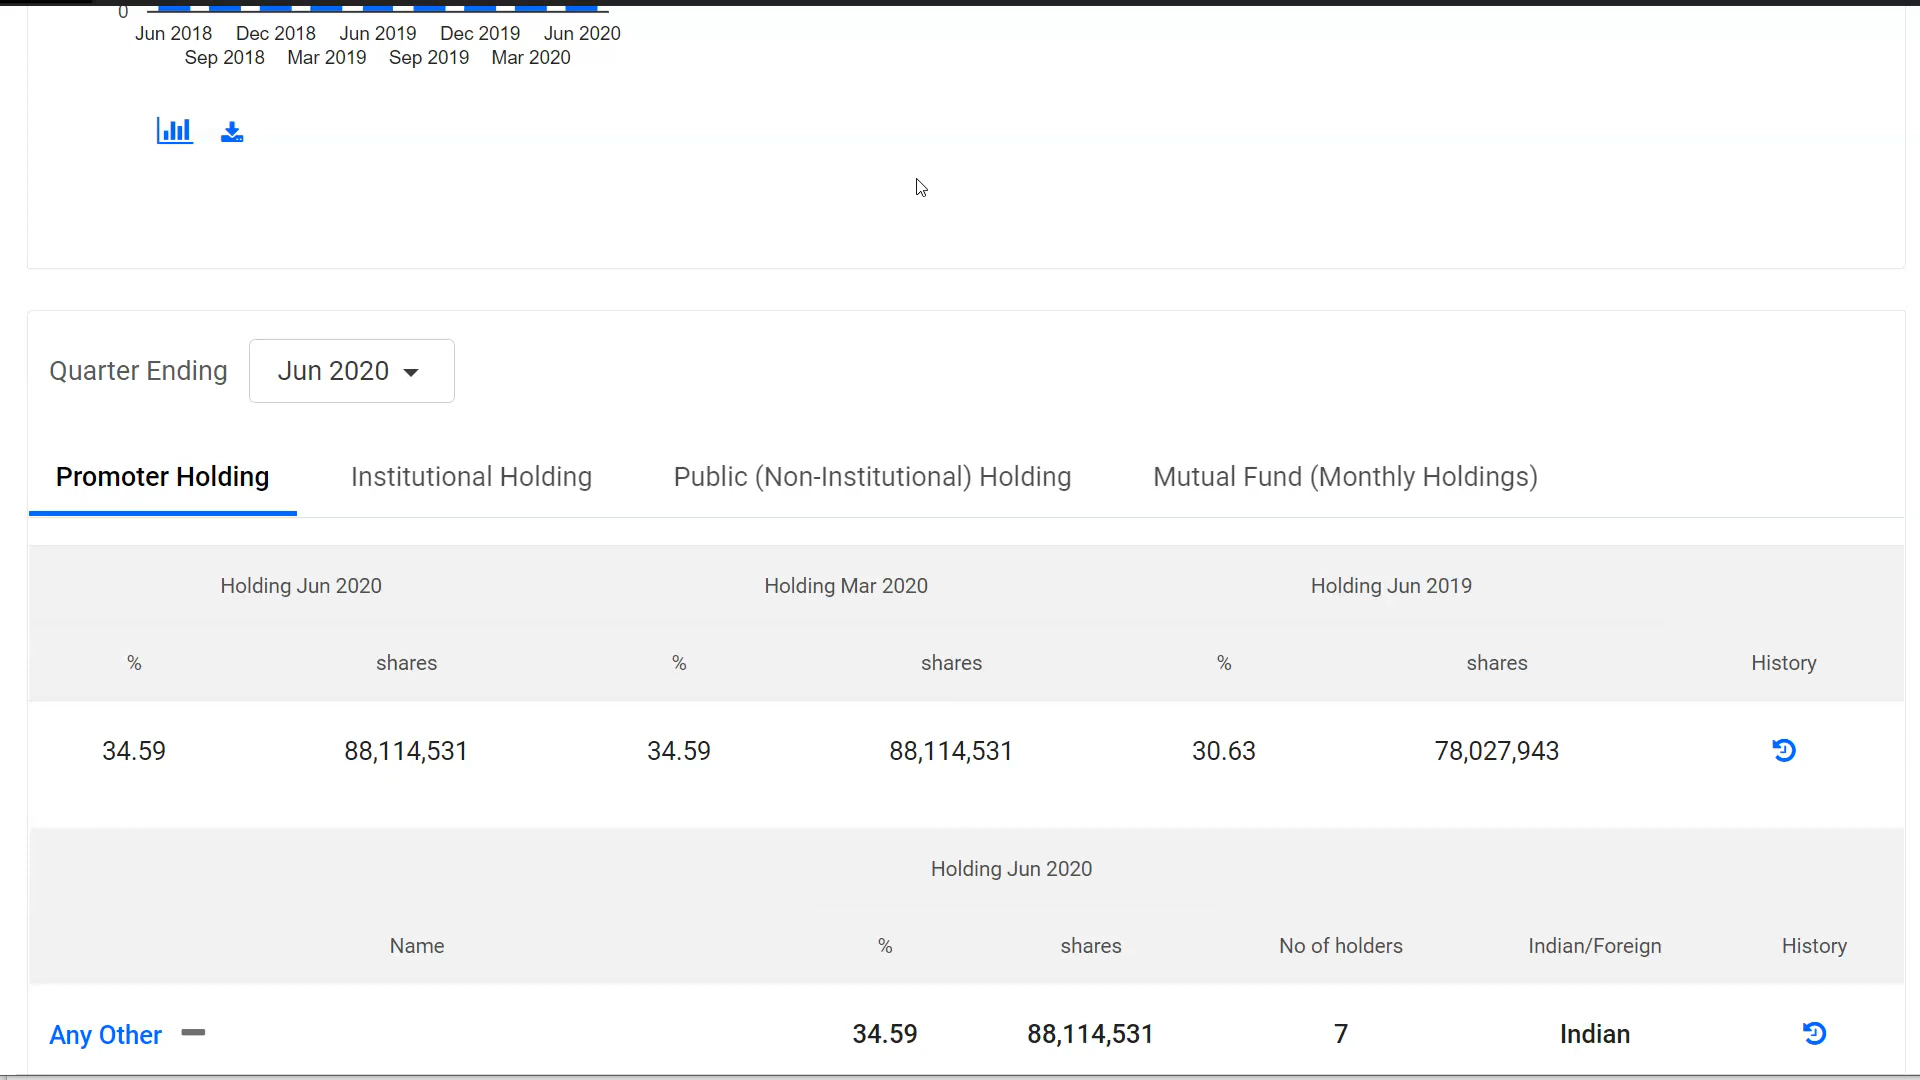 0
Jun 2018 Dec 2018 Jun 2019 Dec 2019 Jun 2020
Sep 2018 Mar 2019 Sep 2019 Mar 2020
Quarter Ending Jun 2020
Promoter Holding Institutional Holding Public (Non-Institutional) Holding Mutual Fund (Monthly Holdings)
Holding Jun 2020 Holding Mar 2020 Holding Jun 2019
% shares % shares % shares History
34.59 88,114,531 34.59 88,114,531 30.63 78,027,943
Holding Jun 2020
Name % shares No of holders Indian/Foreign History
Any Other 34.59 88,114,531 7 Indian